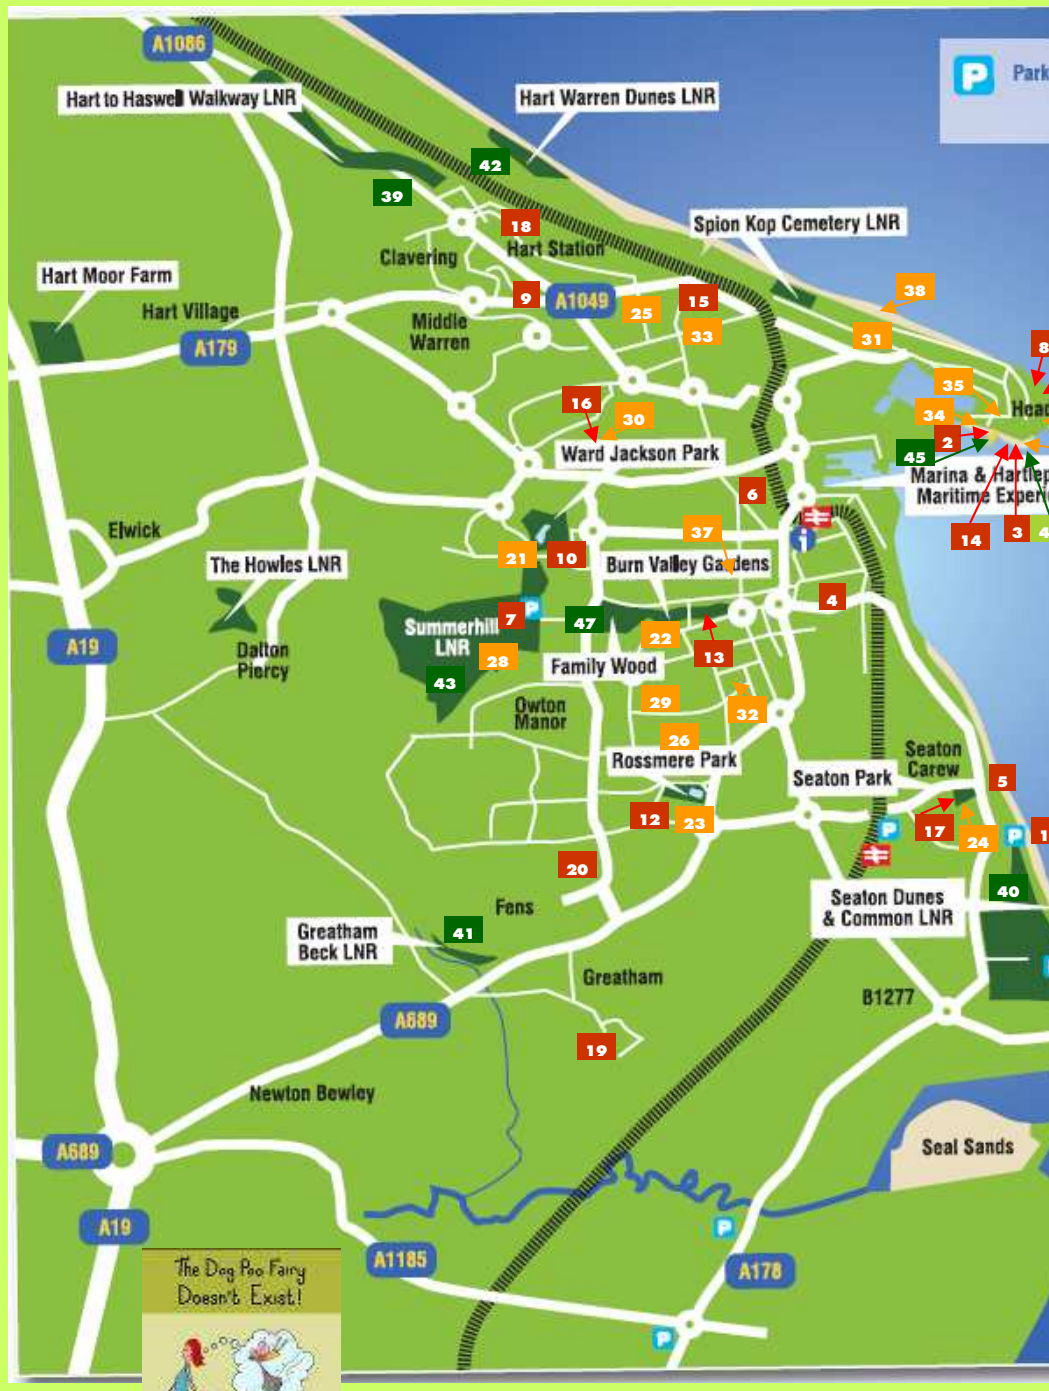 A1086
P Park
Hart to Haswell Walkway LNR
Hart Warren Dunes LNR
42
39
18
Spion Kop Cemetery LNR
Clavering
Hart Station
Hart Moor Farm
38
Hart Village
9
A1049
15
25
Middle
Warren
33
31
A179
8
35
16
30
34
Head
2
45
Ward Jackson Park
Marina & Hartlep
Maritime Experi
6
14
3
4
Elwick
37
21
10
The Howles LNR
Burn Valley Gardens
i
4
P
7
47
Summerhill
LNR
22
A19
28
13
Dalton
Piercy
Family Wood
43
29
Owton
Manor
32
26
Rossmere Park
Seaton
Carew
Seaton Park
5
12
23
17
24
P
P
1
20
40
Seaton Dunes
& Common LNR
Fens
41
Greatham
Beck LNR
Greatham
B1277
A689
19
Newton Bewley
A689
Seal Sands
A19
P
A1185
A178
The Dog Poo Fairy
Doesn't Exist!
P